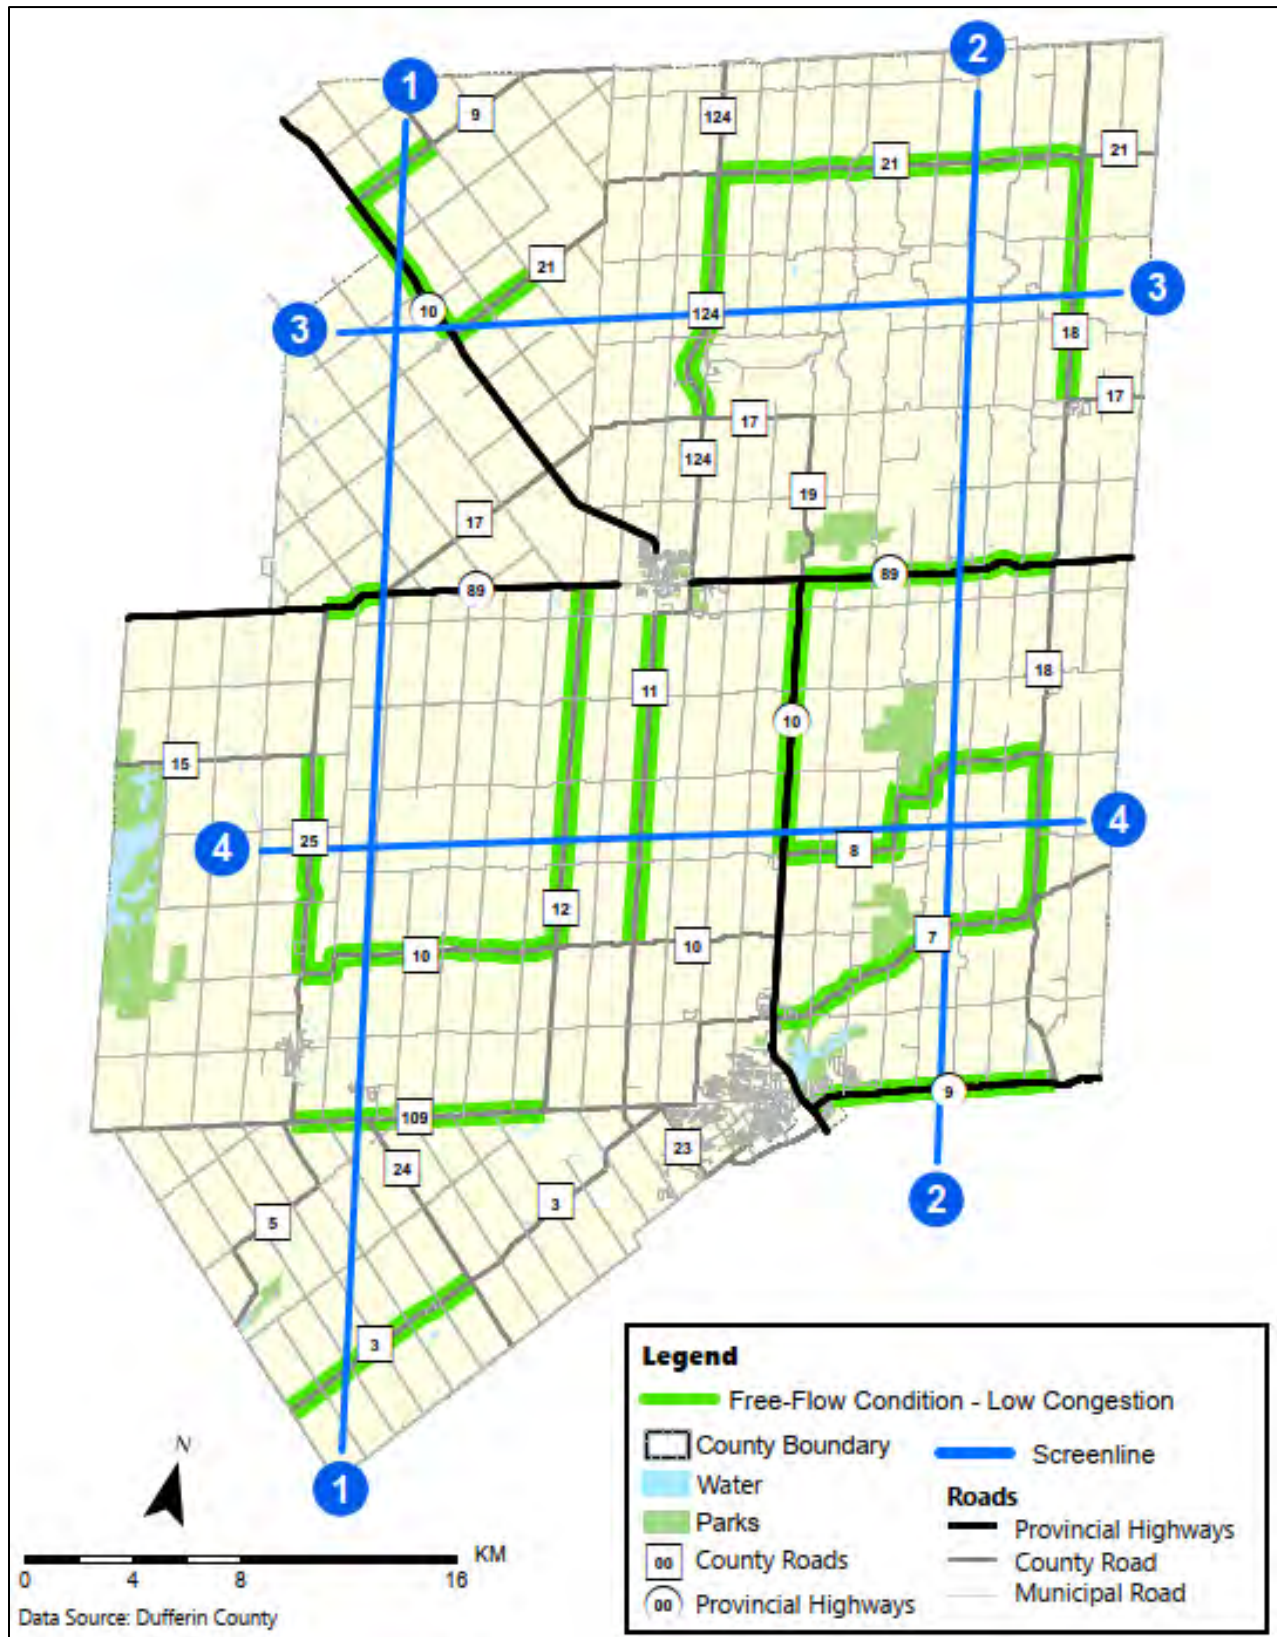 2
1
9
124
21
21
21
3
10
124
3
18
17
17
124
19
17
89
89
11
18
10
15
4
25
8
4
12
7
10
10
9
109
23
24
3
5
2
3
1
N
KM
0 4 8 16
Data Source: Dufferin County
Legend
Free-Flow Condition - Low Congestion
County Boundary
Screenline
Water
Parks
00 County Roads
00 Provincial Highways
Roads
Provincial Highways
County Road
Municipal Road